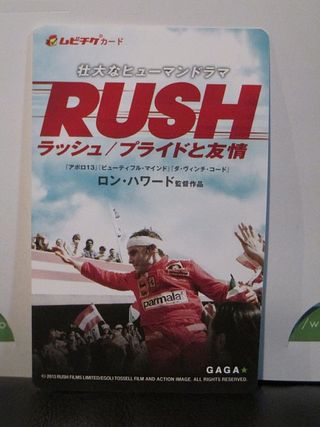 ムビチケカード
壮大なヒューマンドラマ
RUSH
ラッシュ/プライドと友情
「アポロ13」「ビューティフル・マインド」「ダ・ヴィンチ・コード」
ロン・ハワード監督作品
parmalat
GAGA★
© 2013 RUSH FILMS LIMITED/EGOLI TOSSELL FILM AND ACTION IMAGE. ALL RIGHTS RESERVED.